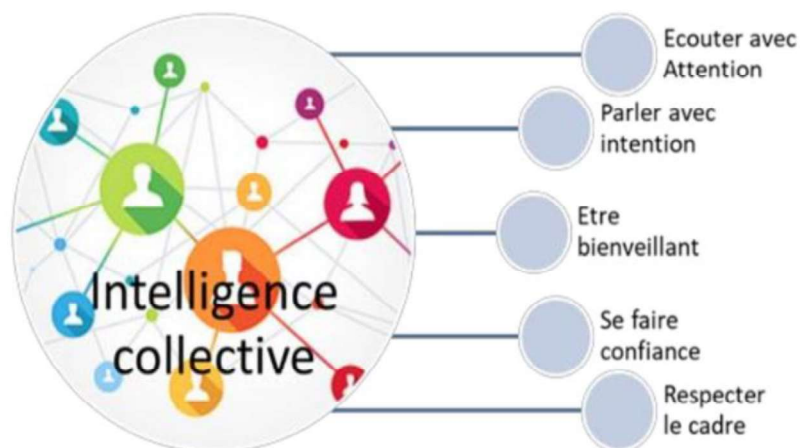 Intelligence
collective
Ecouter avec
Attention
Parler avec
intention
Etre
bienveillant
Se faire
confiance
Respecter
le cadre